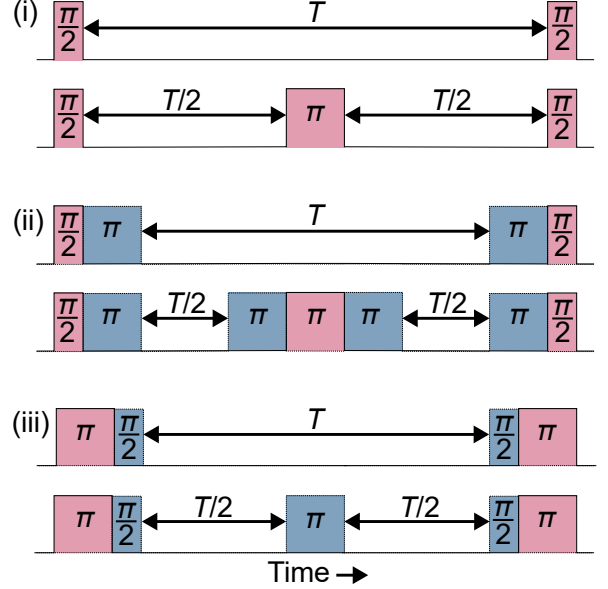 (i)
π/2 T π/2
π/2 T/2 π T/2 π/2
(ii)
π/2 π T π π/2
π/2 π T/2 π π π T/2 π π/2
(iii)
π π/2 T π/2 π
π π/2 T/2 π T/2 π/2 π
Time